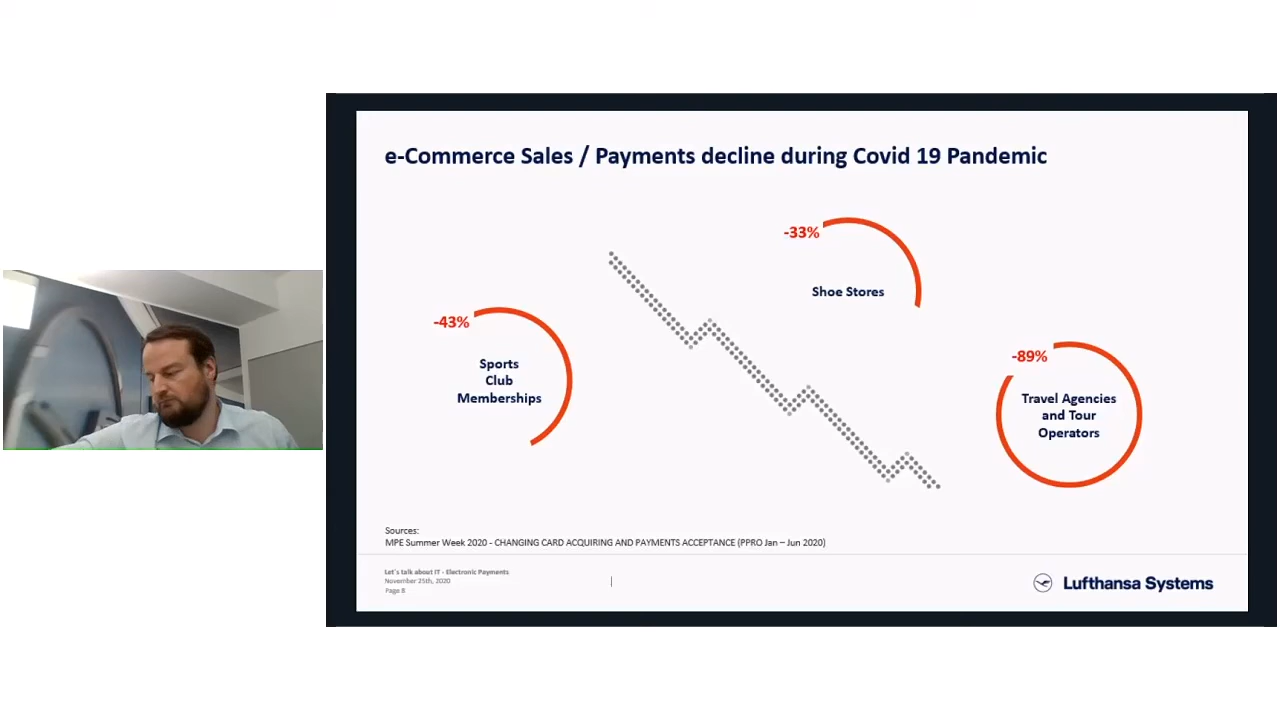 e-Commerce Sales / Payments decline during Covid 19 Pandemic
-33%
Shoe Stores
-43%
Sports
Club
Memberships
-89%
Travel Agencies
and Tour
Operators
Sources:
MPE Summer Week 2020 - CHANGING CARD ACQUIRING AND PAYMENTS ACCEPTANCE (PPRO Jan – Jun 2020)
Let´s talk about IT - Electronic Payments
November 25th, 2020
Page 8
Lufthansa Systems